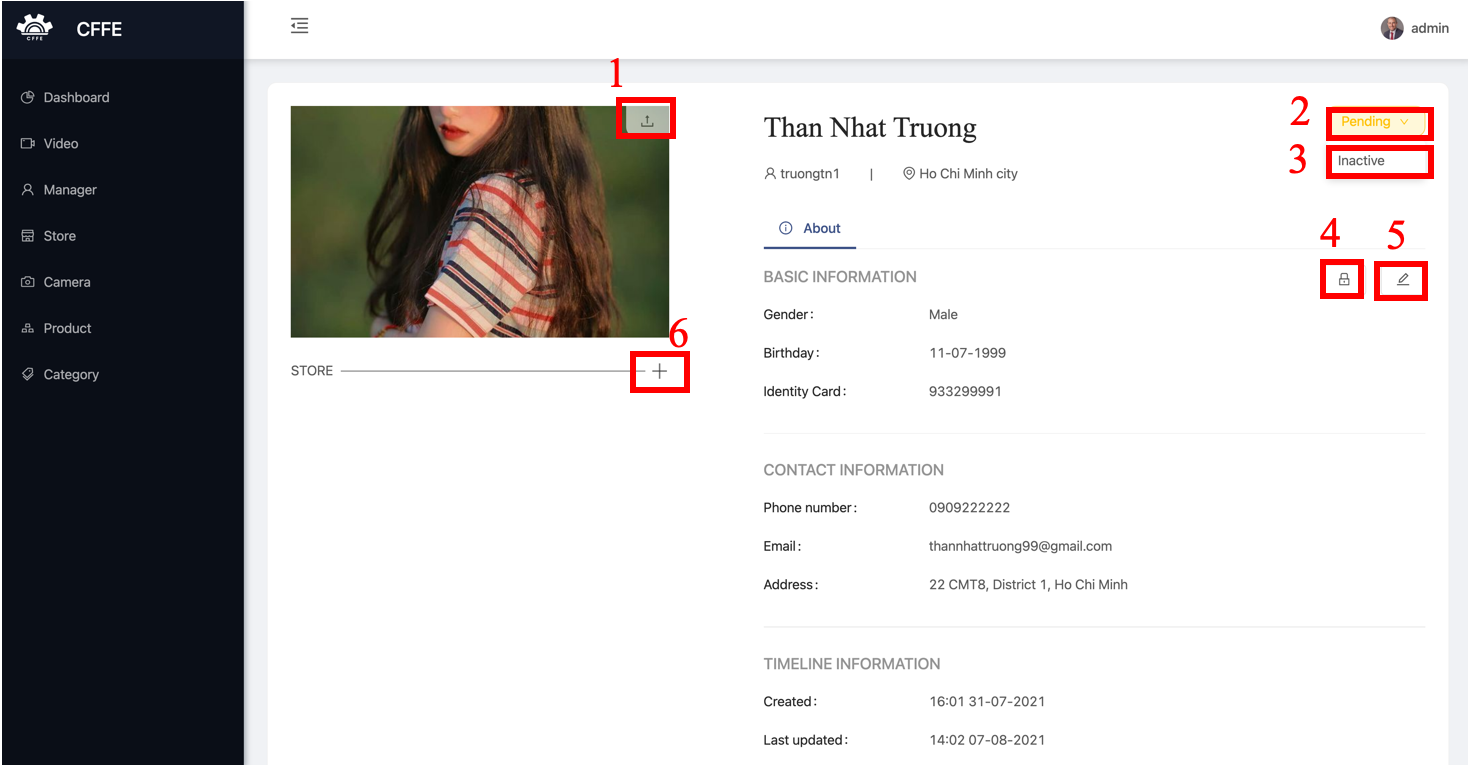 CFFE
CFFE
admin
Dashboard
Video
Manager
Store
Camera
Product
Category
1
Than Nhat Truong
2
Pending
3
Inactive
truongtn1 | Ho Chi Minh city
About
4
5
BASIC INFORMATION
Gender: Male
Birthday: 11-07-1999
Identity Card: 933299991
6
STORE
CONTACT INFORMATION
Phone number: 0909222222
Email: thannhattruong99@gmail.com
Address: 22 CMT8, District 1, Ho Chi Minh
TIMELINE INFORMATION
Created: 16:01 31-07-2021
Last updated: 14:02 07-08-2021